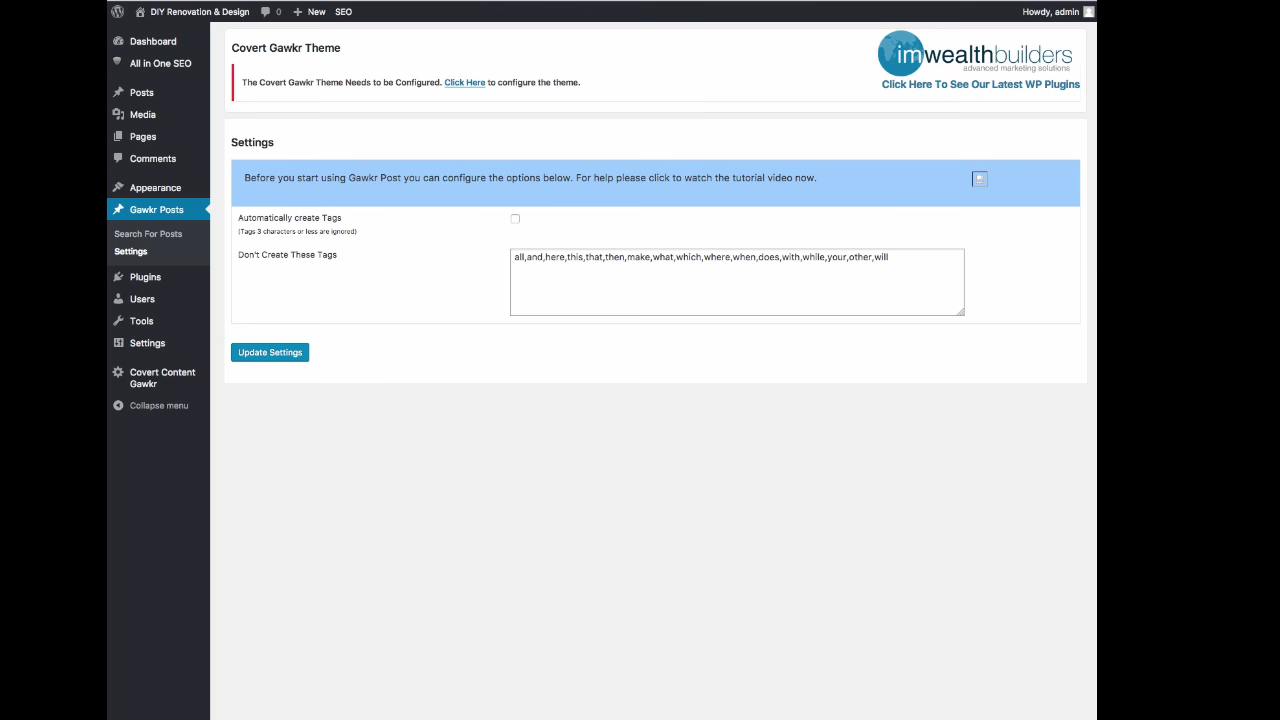 DIY Renovation & Design 0 New SEO Howdy, admin
Dashboard
All in One SEO
Posts
Media
Pages
Comments
Appearance
Gawkr Posts
Search For Posts
Settings
Plugins
Users
Tools
Settings
Covert Content
Gawkr
Collapse menu
Covert Gawkr Theme
The Covert Gawkr Theme Needs to be Configured. Click Here to configure the theme.
imwealthbuilders
advanced marketing solutions
Click Here To See Our Latest WP Plugins
Settings
Before you start using Gawkr Post you can configure the options below. For help please click to watch the tutorial video now.
Automatically create Tags
(Tags 3 characters or less are ignored)
Don't Create These Tags
all,and,here,this,that,then,make,what,which,where,when,does,with,while,your,other,will
Update Settings